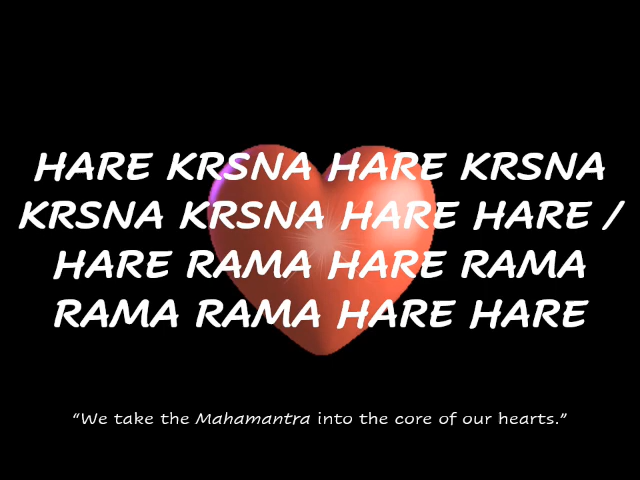 HARE KRSNA HARE KRSNA
KRSNA KRSNA HARE HARE /
HARE RAMA HARE RAMA
RAMA RAMA HARE HARE
“We take the Mahamantra into the core of our hearts.”